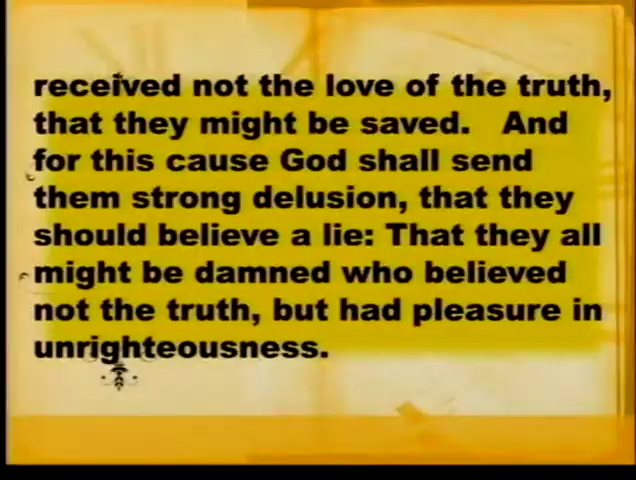 received not the love of the truth,
that they might be saved. And
for this cause God shall send
them strong delusion, that they
should believe a lie: That they all
might be damned who believed
not the truth, but had pleasure in
unrighteousness.